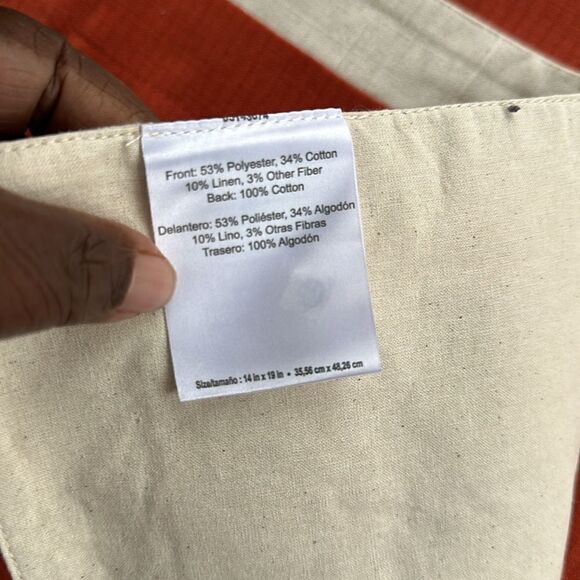 Front: 53% Polyester, 34% Cotton
10% Linen, 3% Other Fiber
Back: 100% Cotton
Delantero: 53% Poliéster, 34% Algodón
10% Lino, 3% Otras Fibras
Trasero: 100% Algodón
Size/tamaño : 14 in x 19 in • 35,56 cm x 48,26 cm